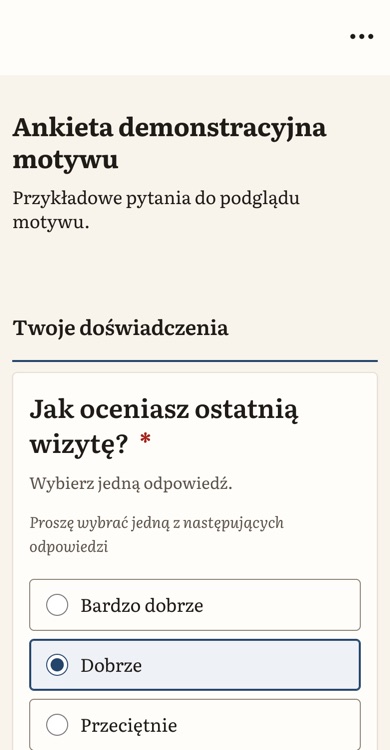 Ankieta demonstracyjna
motywu
Przykładowe pytania do podglądu
motywu.
Twoje doświadczenia
Jak oceniasz ostatnią
wizytę? *
Wybierz jedną odpowiedź.
Proszę wybrać jedną z następujących
odpowiedzi
Bardzo dobrze
Dobrze
Przeciętnie